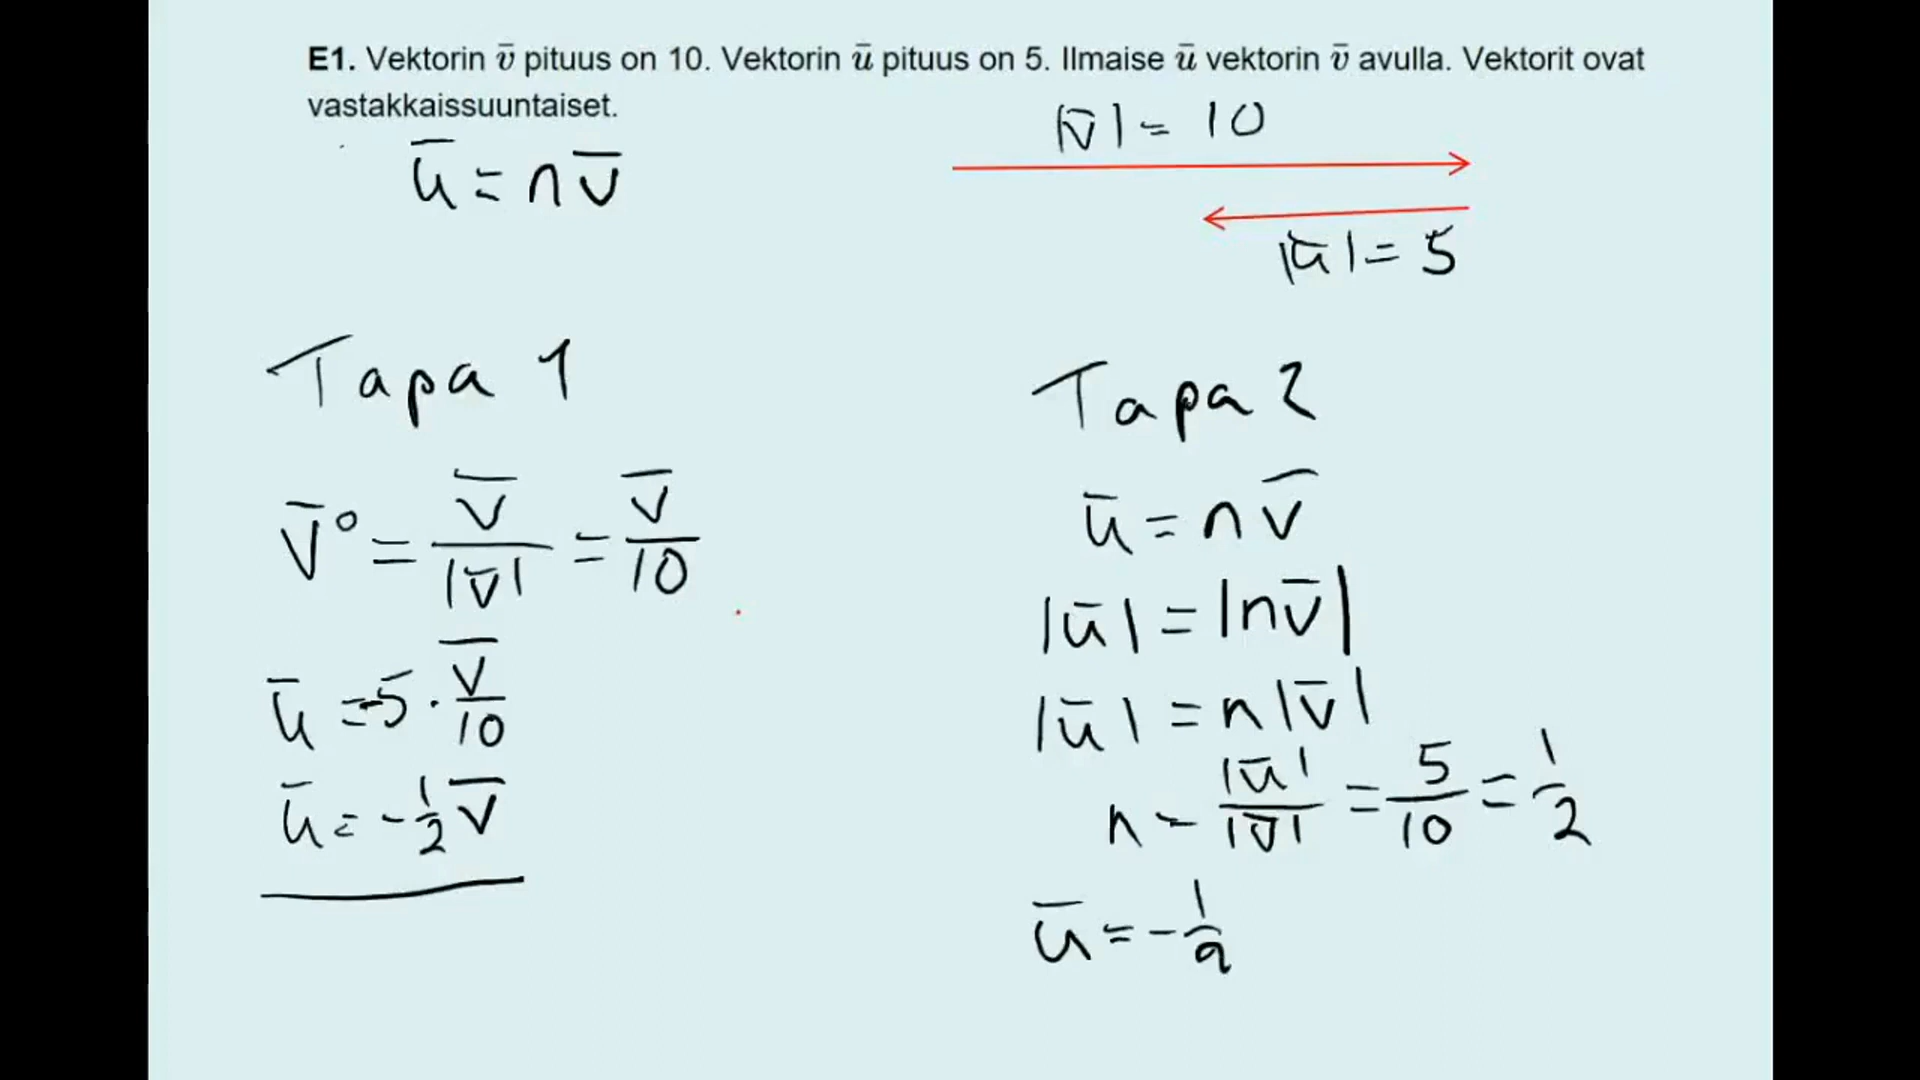 E1. Vektorin v̄ pituus on 10. Vektorin ū pituus on 5. Ilmaise ū vektorin v̄ avulla. Vektorit ovat
vastakkaissuuntaiset.
|v̄| = 10
ū = nv̄
|ū| = 5
Tapa 1
v̄° = v̄/|v̄| = v̄/10
ū = -5 · v̄/10
ū = -1/2 v̄
Tapa 2
ū = nv̄
|ū| = |nv̄|
|ū| = n|v̄|
n = |ū|/|v̄| = 5/10 = 1/2
ū = -1/2